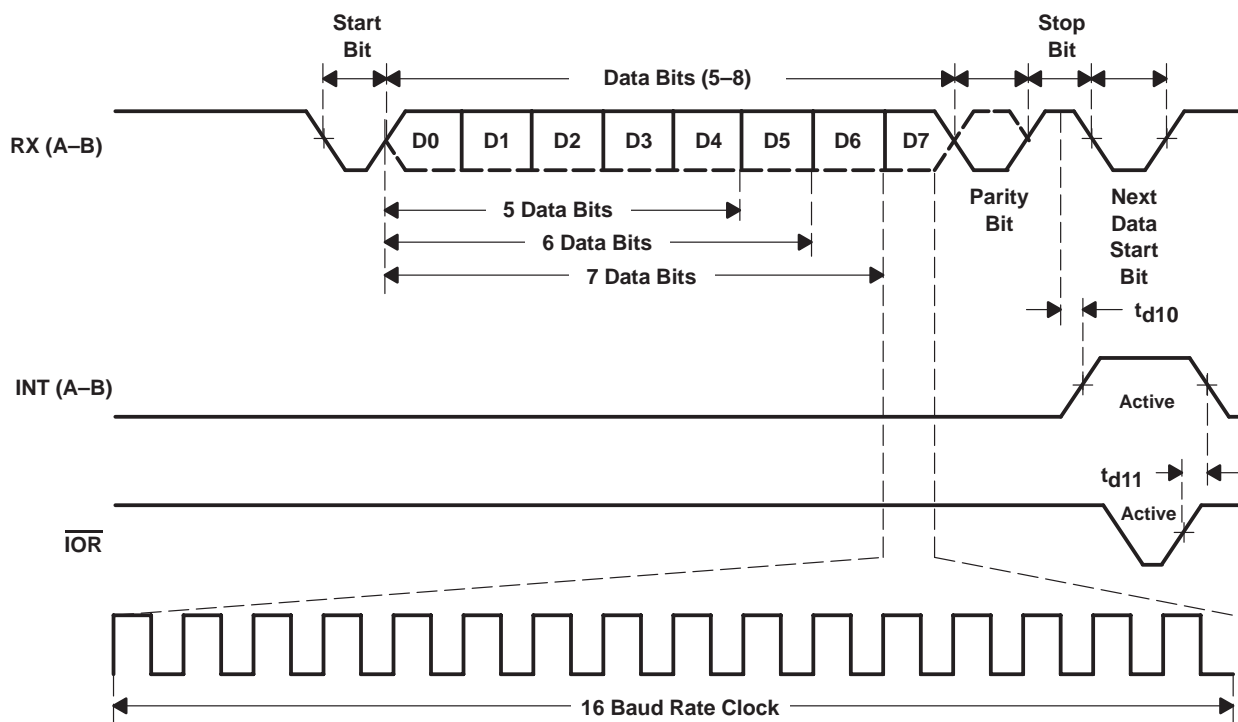 Start
Bit
Stop
Bit
Data Bits (5–8)
RX (A–B)
D0 D1 D2 D3 D4 D5 D6 D7
5 Data Bits
6 Data Bits
7 Data Bits
Parity
Bit
Next
Data
Start
Bit
td10
INT (A–B)
Active
td11
IOR
Active
16 Baud Rate Clock